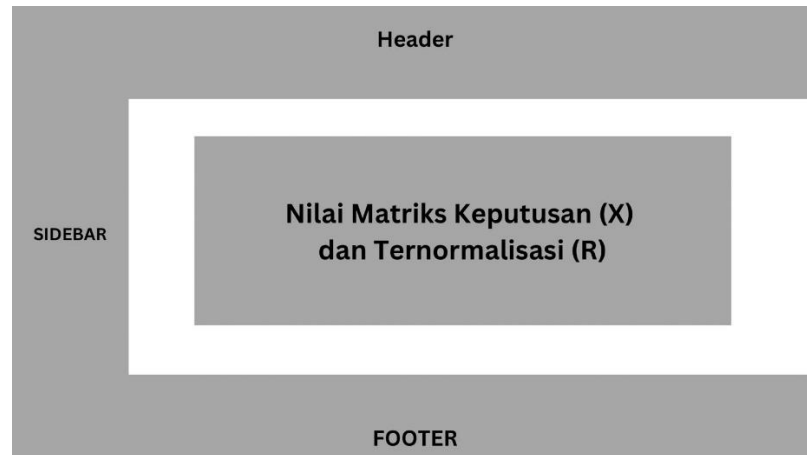 Header
SIDEBAR
Nilai Matriks Keputusan (X)
dan Ternormalisasi (R)
FOOTER